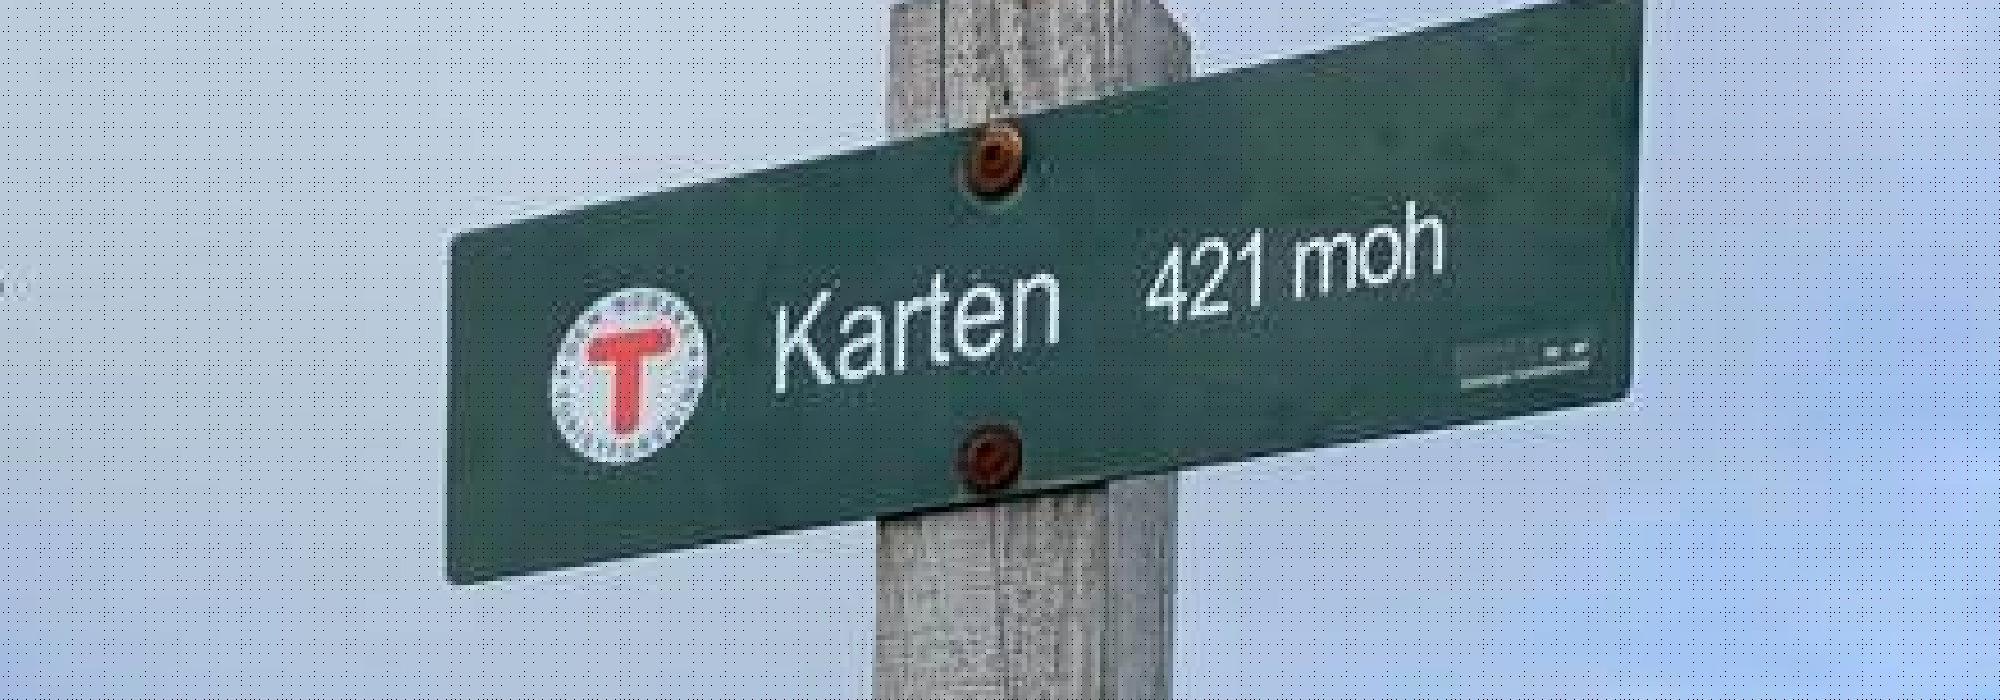 T Karten 421 moh